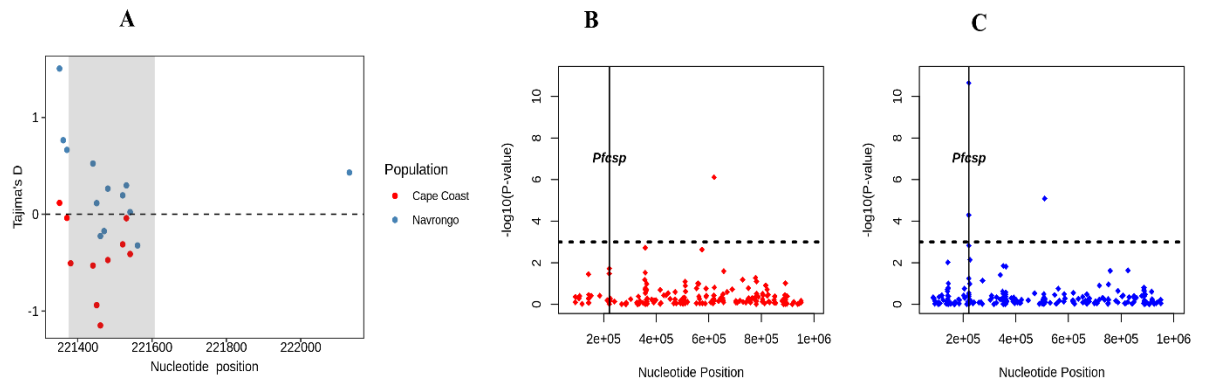 A
B
C
Tajima's D
1
0
-1
221400
221600
221800
222000
Nucleotide position
Population
Cape Coast
Navrongo
-log10(P-value)
10
8
6
4
2
0
Pfcsp
2e+05
4e+05
6e+05
8e+05
1e+06
Nucleotide Position
-log10(P-value)
10
8
6
4
2
0
Pfcsp
2e+05
4e+05
6e+05
8e+05
1e+06
Nucleotide Position